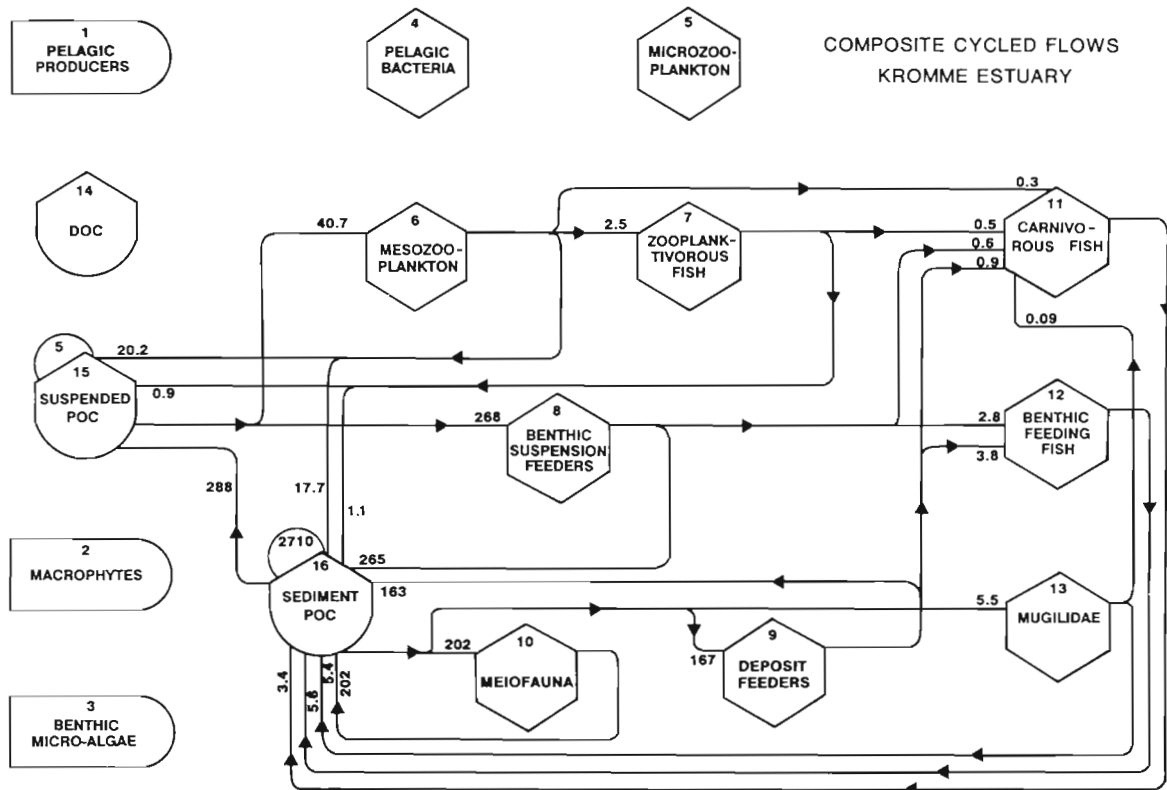 COMPOSITE CYCLED FLOWS
KROMME ESTUARY
1
PELAGIC
PRODUCERS
4
PELAGIC
BACTERIA
5
MICROZOO-
PLANKTON
14
DOC
40.7
6
MESOZOO-
PLANKTON
2.5
7
ZOOPLANK-
TIVOROUS
FISH
0.3
11
CARNIVO-
ROUS FISH
0.5
0.6
0.9
0.09
5
20.2
15
SUSPENDED
POC
0.9
268
8
BENTHIC
SUSPENSION
FEEDERS
2.8
12
BENTHIC
FEEDING
FISH
3.8
288
17.7
1.1
2
MACROPHYTES
2710
265
16
SEDIMENT
POC
163
202
10
MEIOFAUNA
167
9
DEPOSIT
FEEDERS
5.5
13
MUGILIDAE
3.4
5.6
5.4
202
3
BENTHIC
MICRO-ALGAE